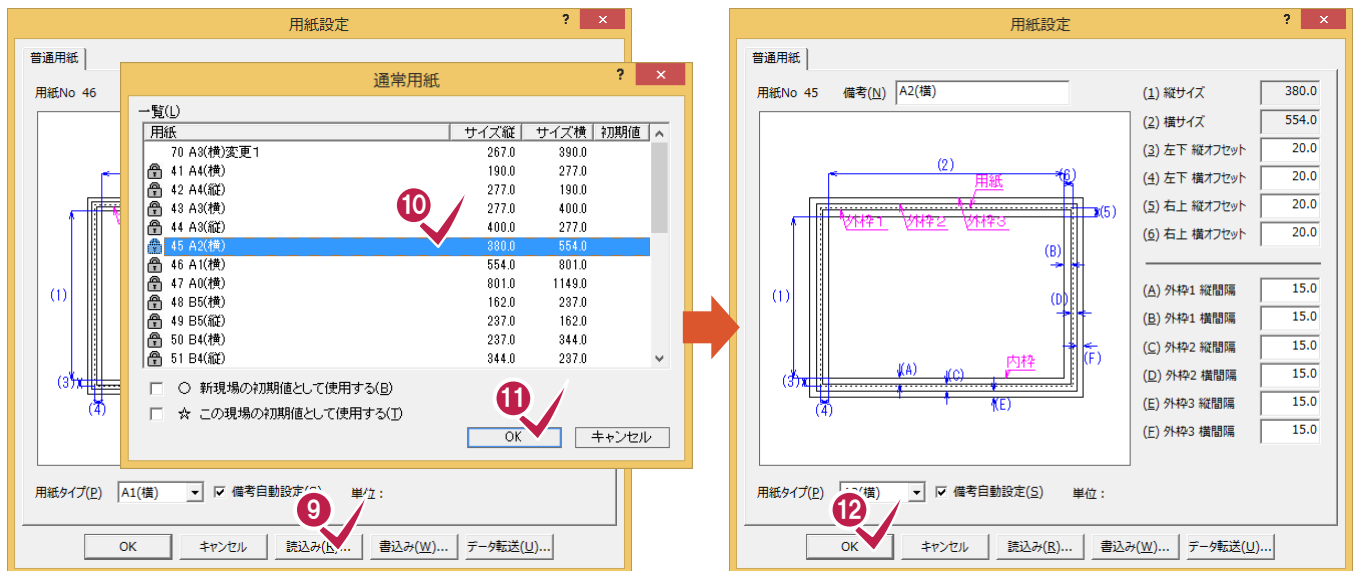 用紙設定 ? ×
普通用紙
用紙No 46
(1)
(3)
(4)
用紙タイプ(P) A1(横) 備考自動設定 単位：
OK キャンセル 読込み(R)... 書込み(W)... データ転送(U)...
9
通常用紙 ? ×
一覧(L)
用紙 サイズ縦 サイズ横 初期値
70 A3(横)変更1 267.0 390.0
41 A4(横) 190.0 277.0
42 A4(縦) 277.0 190.0
43 A3(横) 277.0 400.0
44 A3(縦) 400.0 277.0
45 A2(横) 380.0 554.0
46 A1(横) 554.0 801.0
47 A0(横) 801.0 1149.0
48 B5(横) 162.0 237.0
49 B5(縦) 237.0 162.0
50 B4(横) 237.0 344.0
51 B4(縦) 344.0 237.0
10
○ 新現場の初期値として使用する(B)
☆ この現場の初期値として使用する(T)
11
OK キャンセル
用紙設定 ? ×
普通用紙
用紙No 45 備考(N) A2(横)
(2)
(6)
用紙
(5)
外枠1 外枠2 外枠3
(B)
(1)
(D)
(F)
内枠
(A)
(C)
(3)
(4)
(E)
(1) 縦サイズ 380.0
(2) 横サイズ 554.0
(3) 左下 縦オフセット 20.0
(4) 左下 横オフセット 20.0
(5) 右上 縦オフセット 20.0
(6) 右上 横オフセット 20.0
(A) 外枠1 縦間隔 15.0
(B) 外枠1 横間隔 15.0
(C) 外枠2 縦間隔 15.0
(D) 外枠2 横間隔 15.0
(E) 外枠3 縦間隔 15.0
(F) 外枠3 横間隔 15.0
用紙タイプ(P) (横) 備考自動設定(S) 単位：
12
OK キャンセル 読込み(R)... 書込み(W)... データ転送(U)...